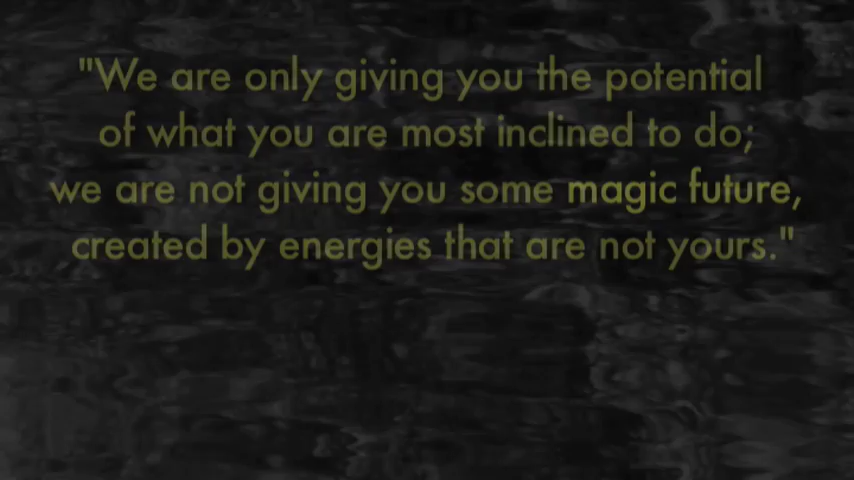 "We are only giving you the potential
of what you are most inclined to do;
we are not giving you some magic future,
created by energies that are not yours."